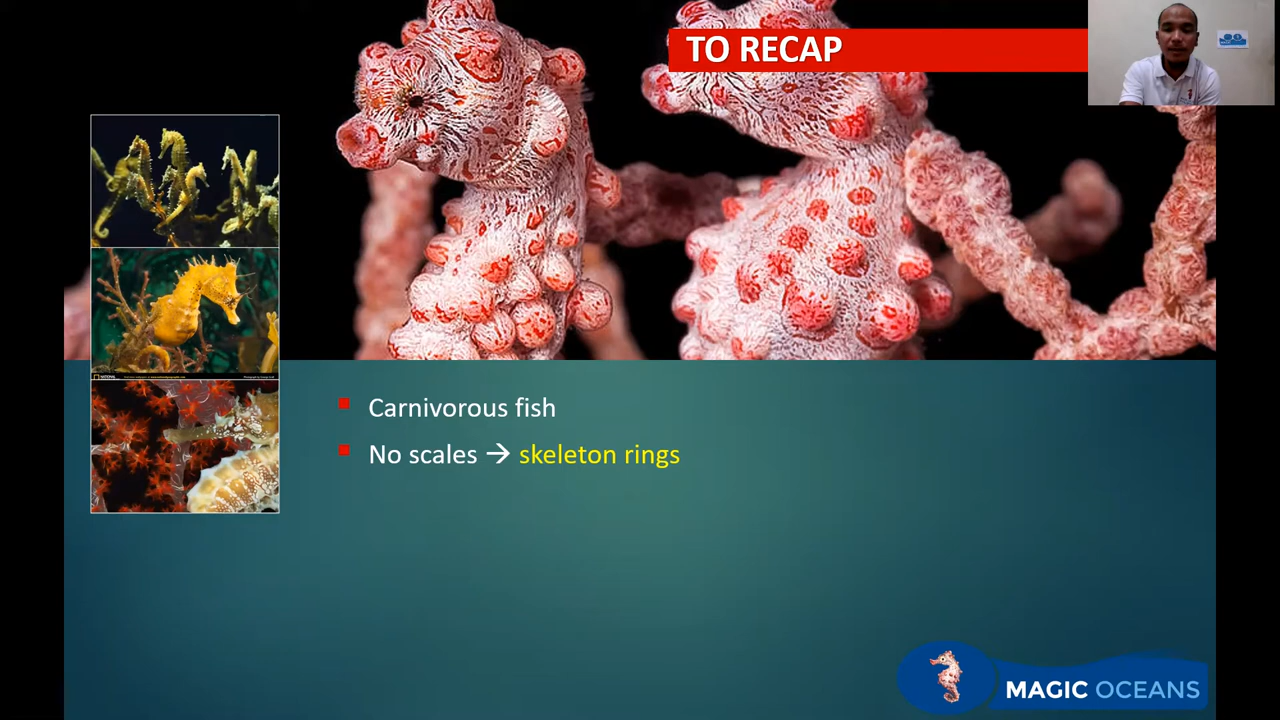 TO RECAP
Carnivorous fish
No scales → skeleton rings
MAGIC OCEANS